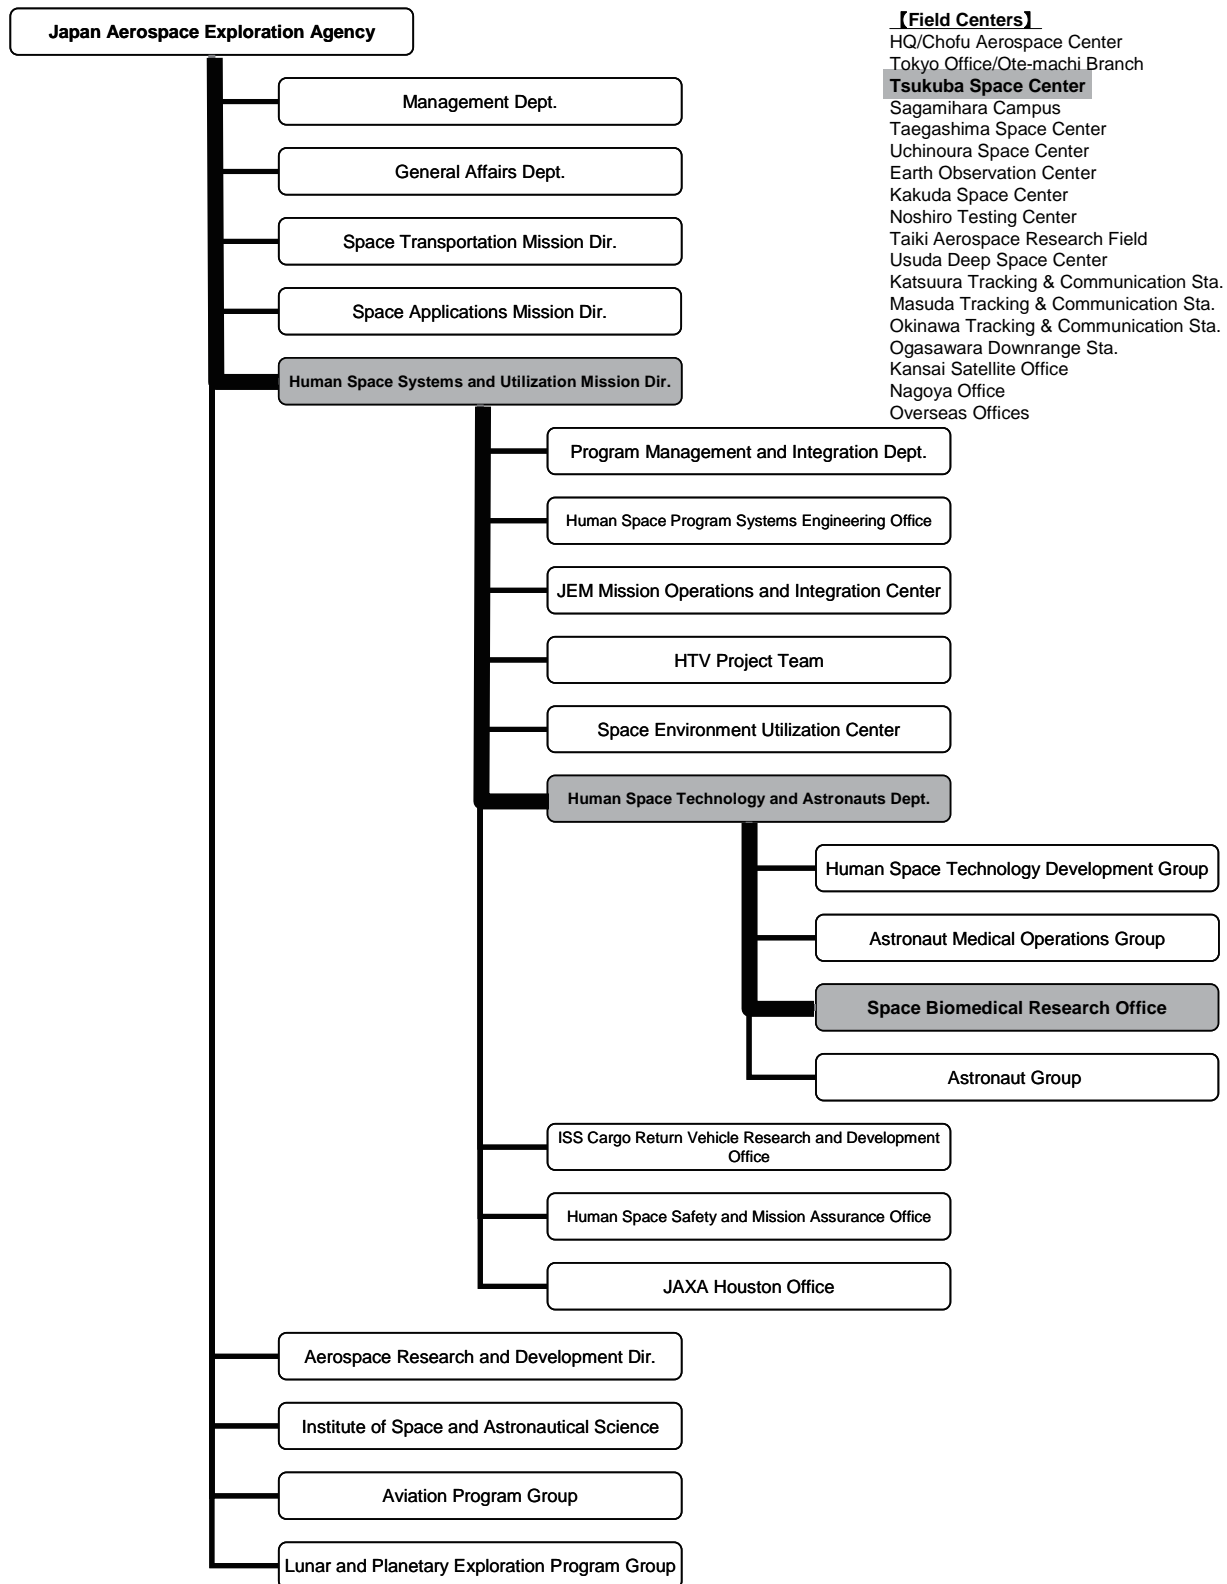 Japan Aerospace Exploration Agency
Management Dept.
General Affairs Dept.
Space Transportation Mission Dir.
Space Applications Mission Dir.
Human Space Systems and Utilization Mission Dir.
Program Management and Integration Dept.
Human Space Program Systems Engineering Office
JEM Mission Operations and Integration Center
HTV Project Team
Space Environment Utilization Center
Human Space Technology and Astronauts Dept.
Human Space Technology Development Group
Astronaut Medical Operations Group
Space Biomedical Research Office
Astronaut Group
ISS Cargo Return Vehicle Research and Development
Office
Human Space Safety and Mission Assurance Office
JAXA Houston Office
Aerospace Research and Development Dir.
Institute of Space and Astronautical Science
Aviation Program Group
Lunar and Planetary Exploration Program Group
【Field Centers】
HQ/Chofu Aerospace Center
Tokyo Office/Ote-machi Branch
Tsukuba Space Center
Sagamihara Campus
Taegashima Space Center
Uchinoura Space Center
Earth Observation Center
Kakuda Space Center
Noshiro Testing Center
Taiki Aerospace Research Field
Usuda Deep Space Center
Katsuura Tracking & Communication Sta.
Masuda Tracking & Communication Sta.
Okinawa Tracking & Communication Sta.
Ogasawara Downrange Sta.
Kansai Satellite Office
Nagoya Office
Overseas Offices